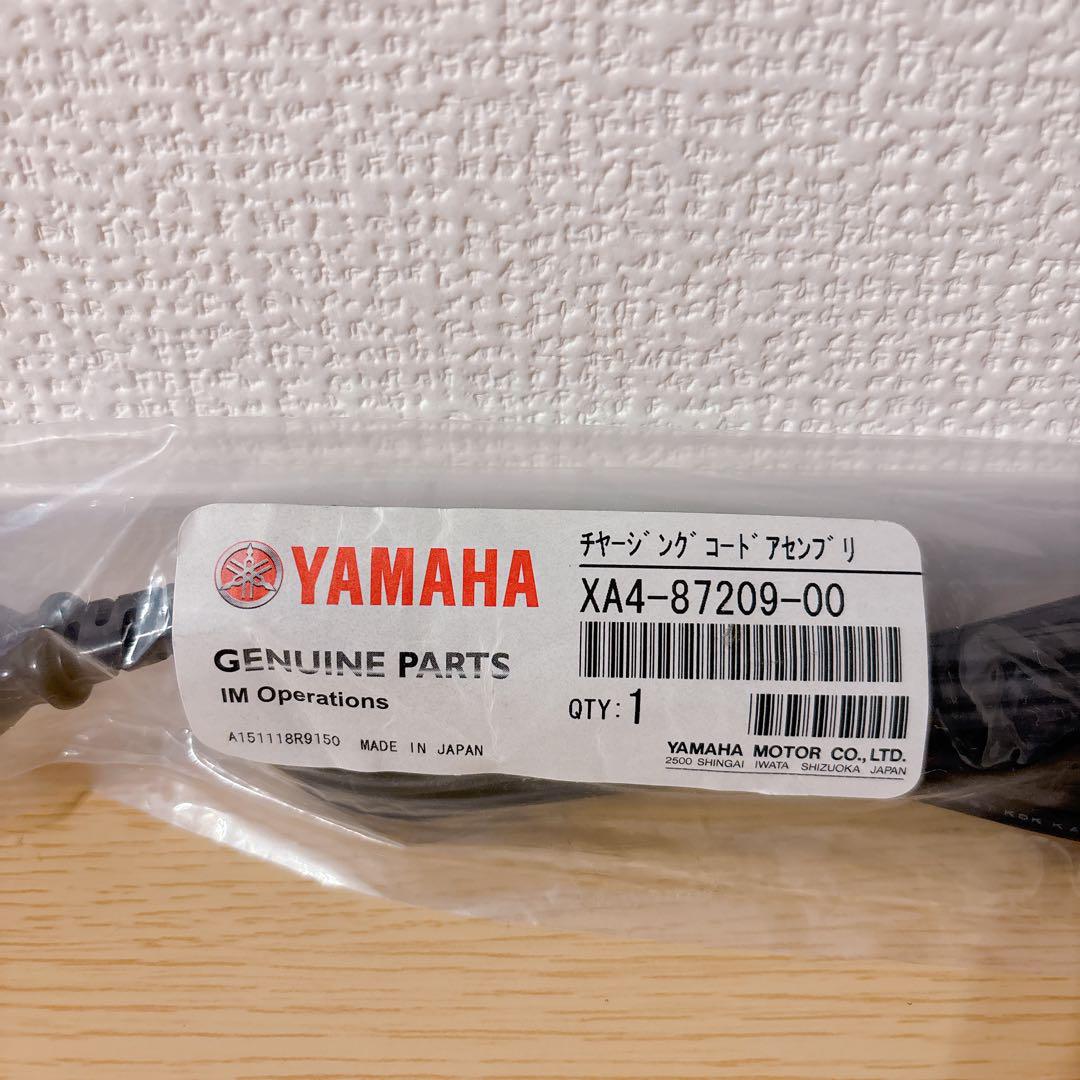 YAMAHA
GENUINE PARTS
IM Operations
A151118R9150 MADE IN JAPAN
ﾁﾔｰｼﾞﾝｸﾞｺｰﾄﾞｱｾﾝﾌﾞﾘ
XA4-87209-00
QTY: 1
YAMAHA MOTOR CO., LTD.
2500 SHINGAI IWATA SHIZUOKA JAPAN